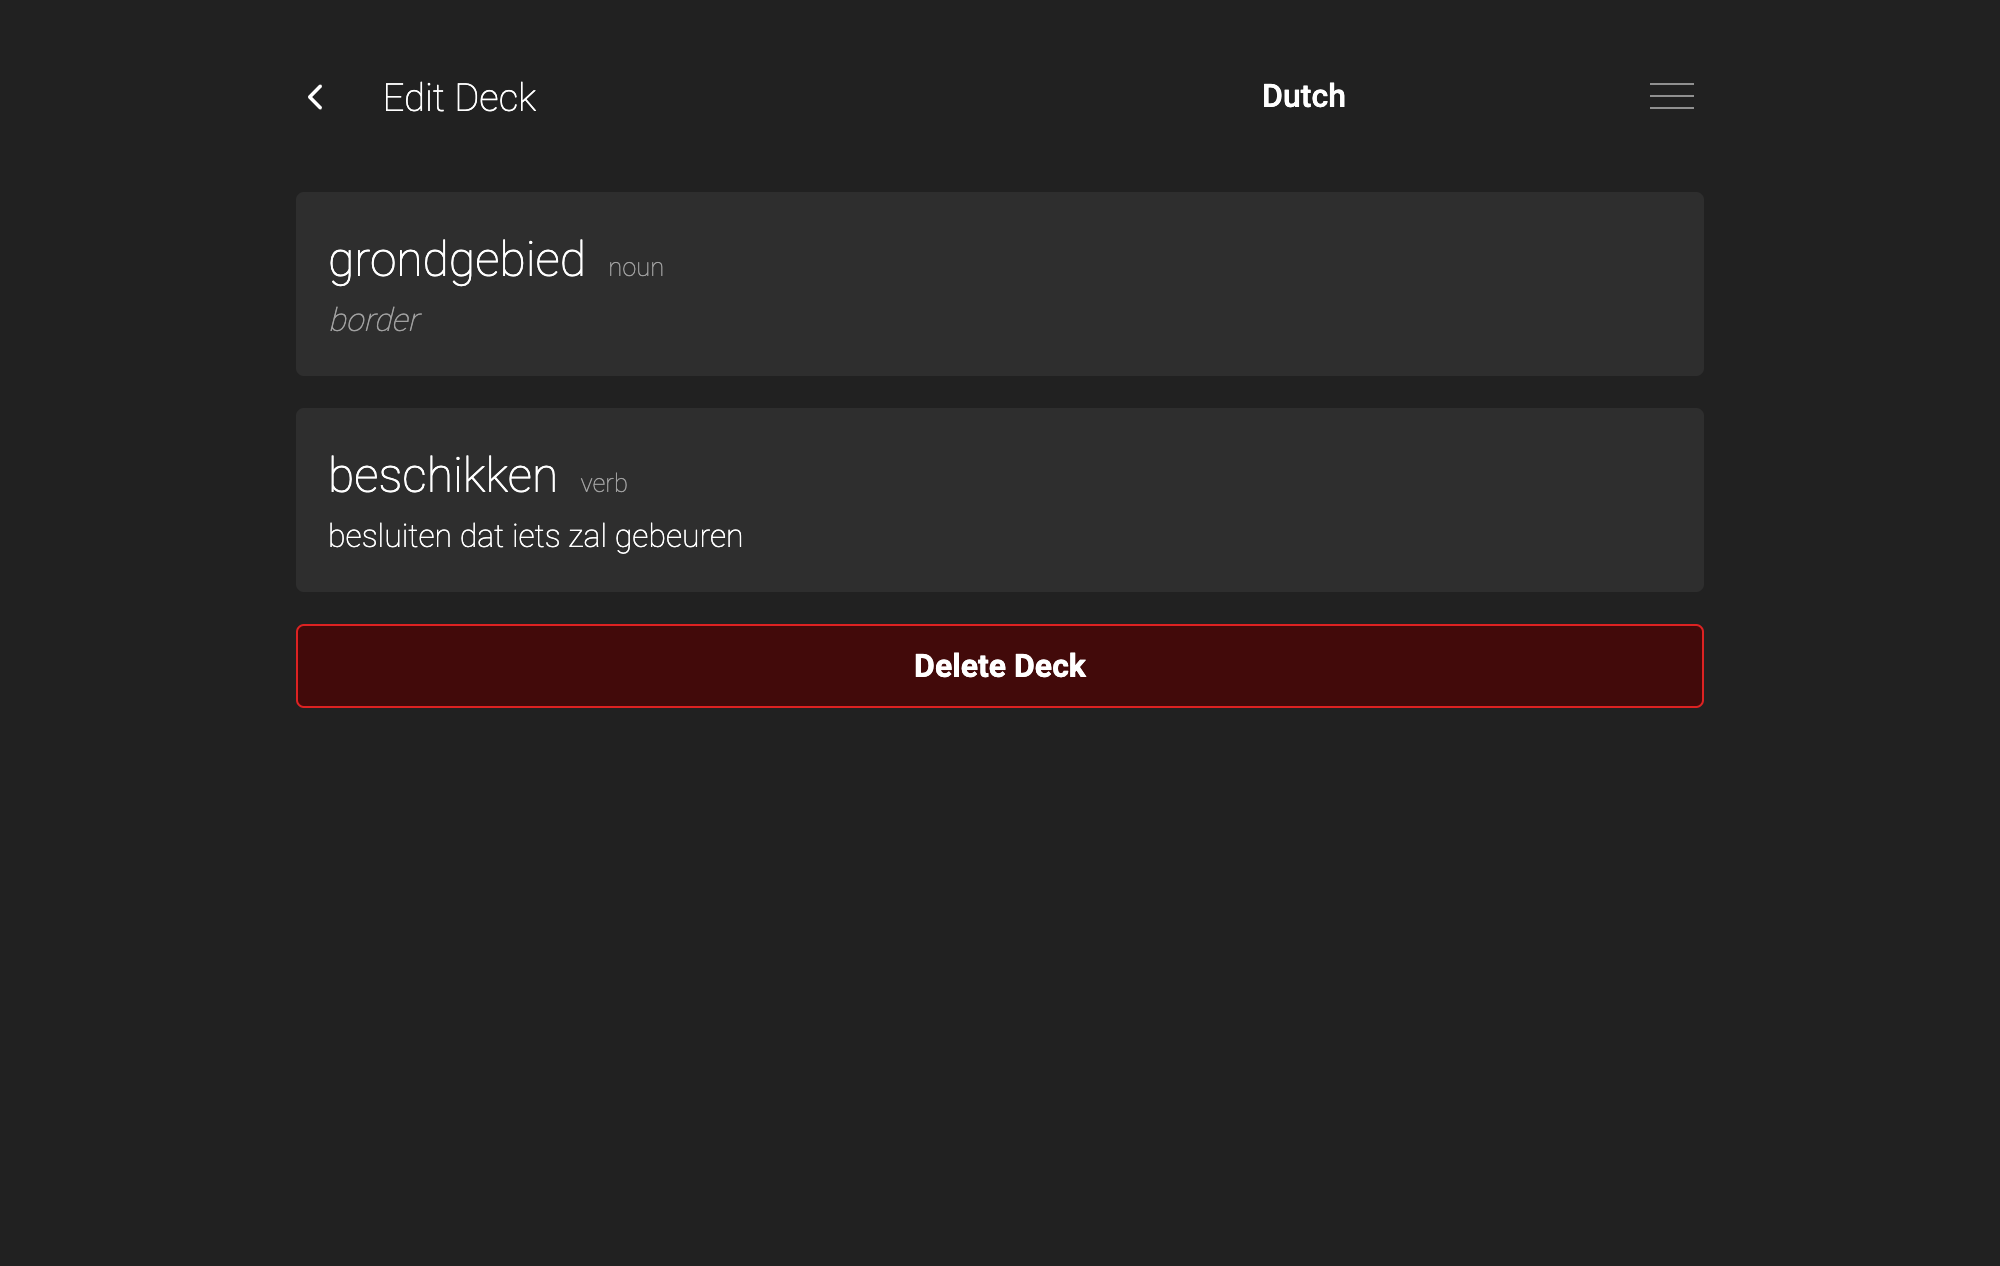 Edit Deck
Dutch
grondgebied noun
border
beschikken verb
besluiten dat iets zal gebeuren
Delete Deck